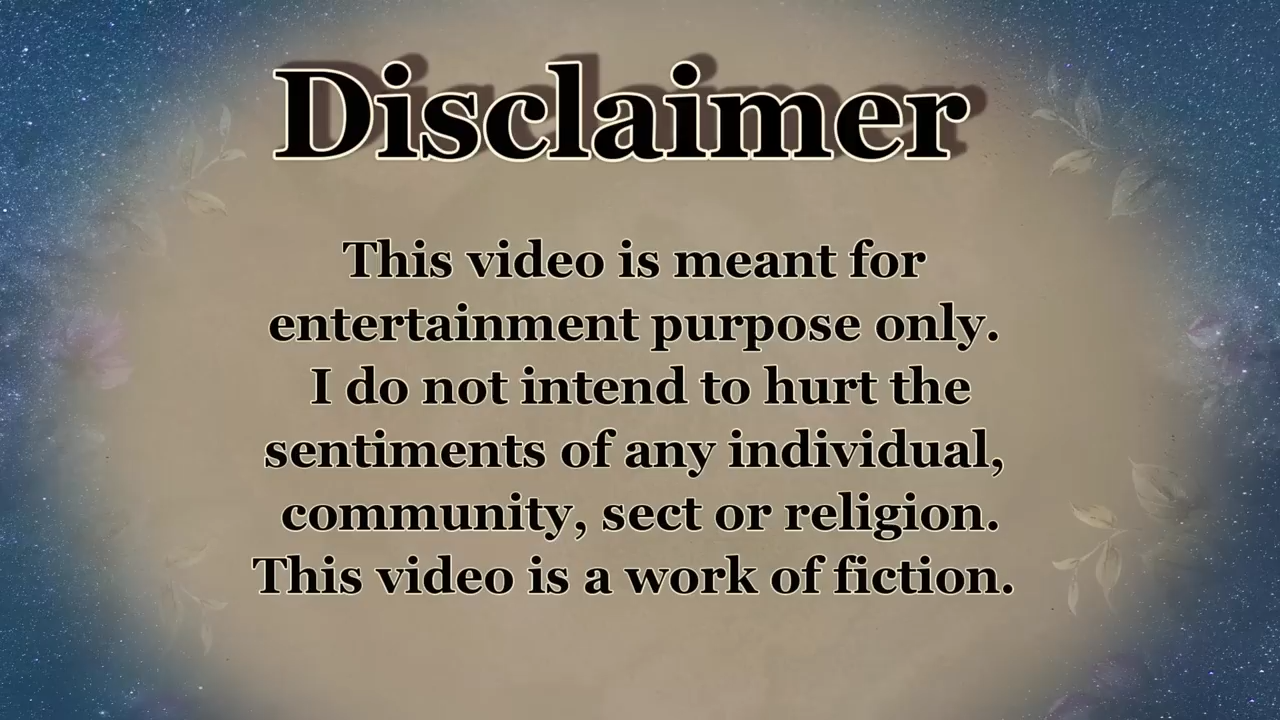 Disclaimer
This video is meant for
entertainment purpose only.
I do not intend to hurt the
sentiments of any individual,
community, sect or religion.
This video is a work of fiction.